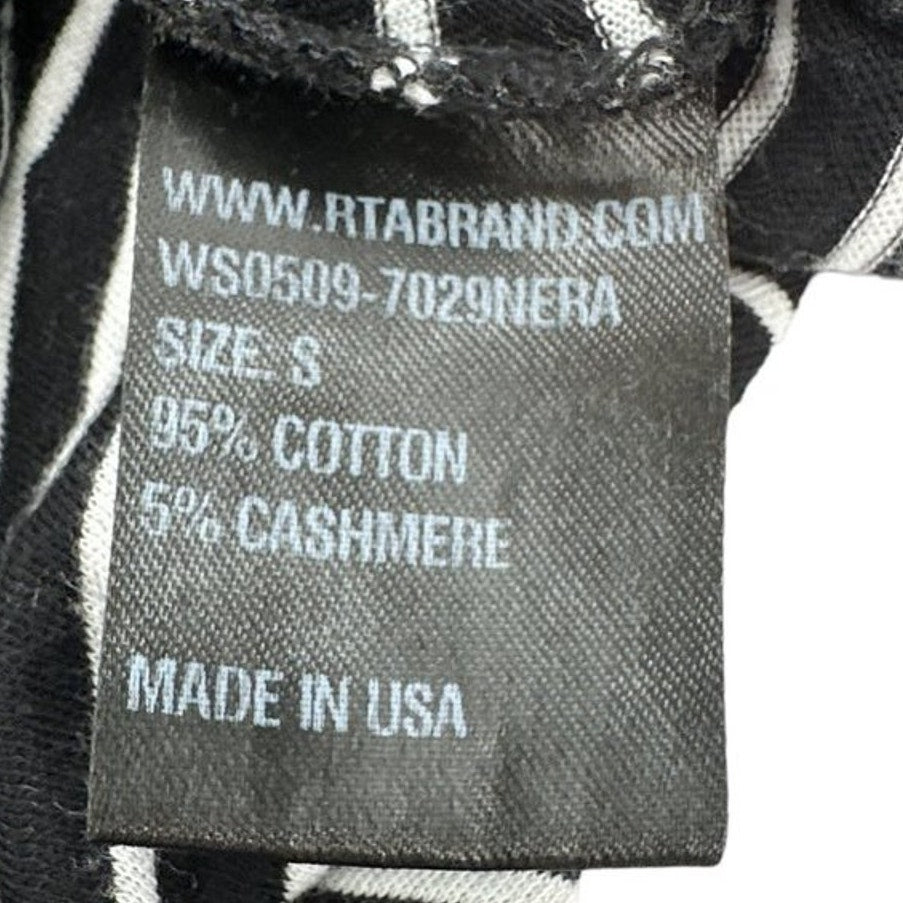 WWW.RTABRAND.COM
WS0509-7029NERA
SIZE. S
95% COTTON
5% CASHMERE
MADE IN USA